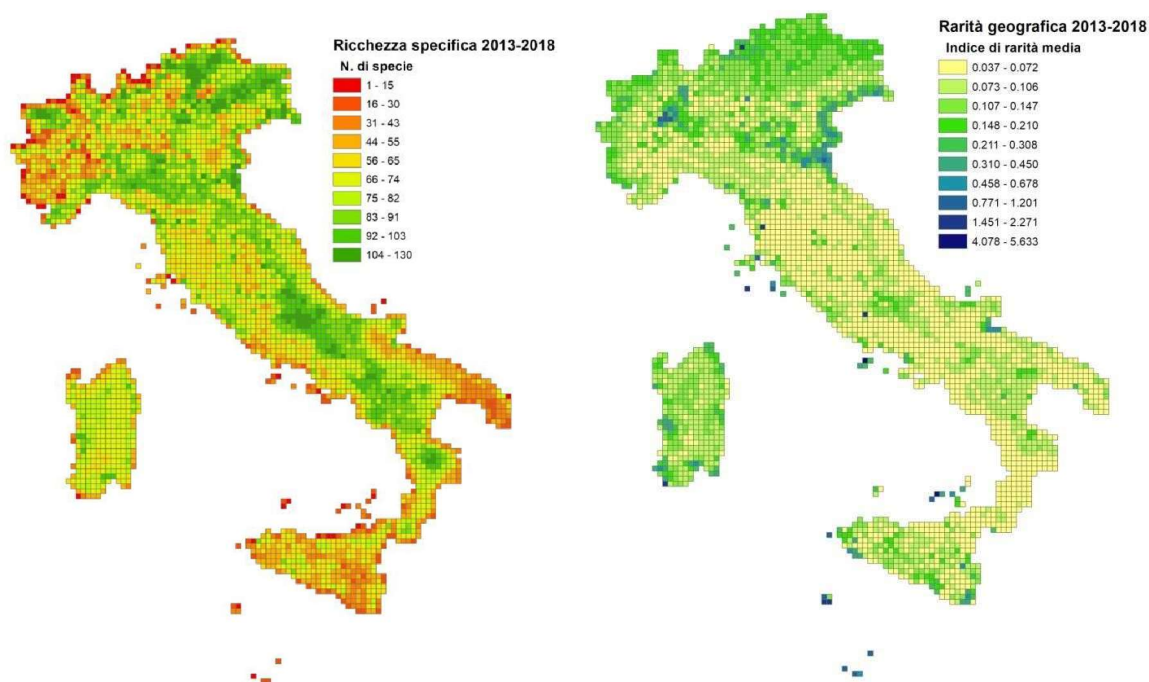 Ricchezza specifica 2013-2018
N. di specie
1 - 15
16 - 30
31 - 43
44 - 55
56 - 65
66 - 74
75 - 82
83 - 91
92 - 103
104 - 130
Rarità geografica 2013-2018
Indice di rarità media
0.037 - 0.072
0.073 - 0.106
0.107 - 0.147
0.148 - 0.210
0.211 - 0.308
0.310 - 0.450
0.458 - 0.678
0.771 - 1.201
1.451 - 2.271
4.078 - 5.633